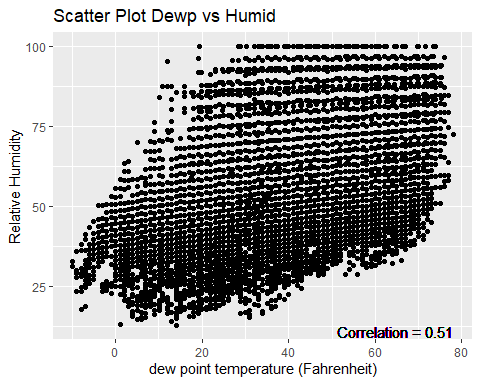 Scatter Plot Dewp vs Humid
100
75
50
25
Relative Humidity
Correlation = 0.51
0
20
40
60
80
dew point temperature (Fahrenheit)